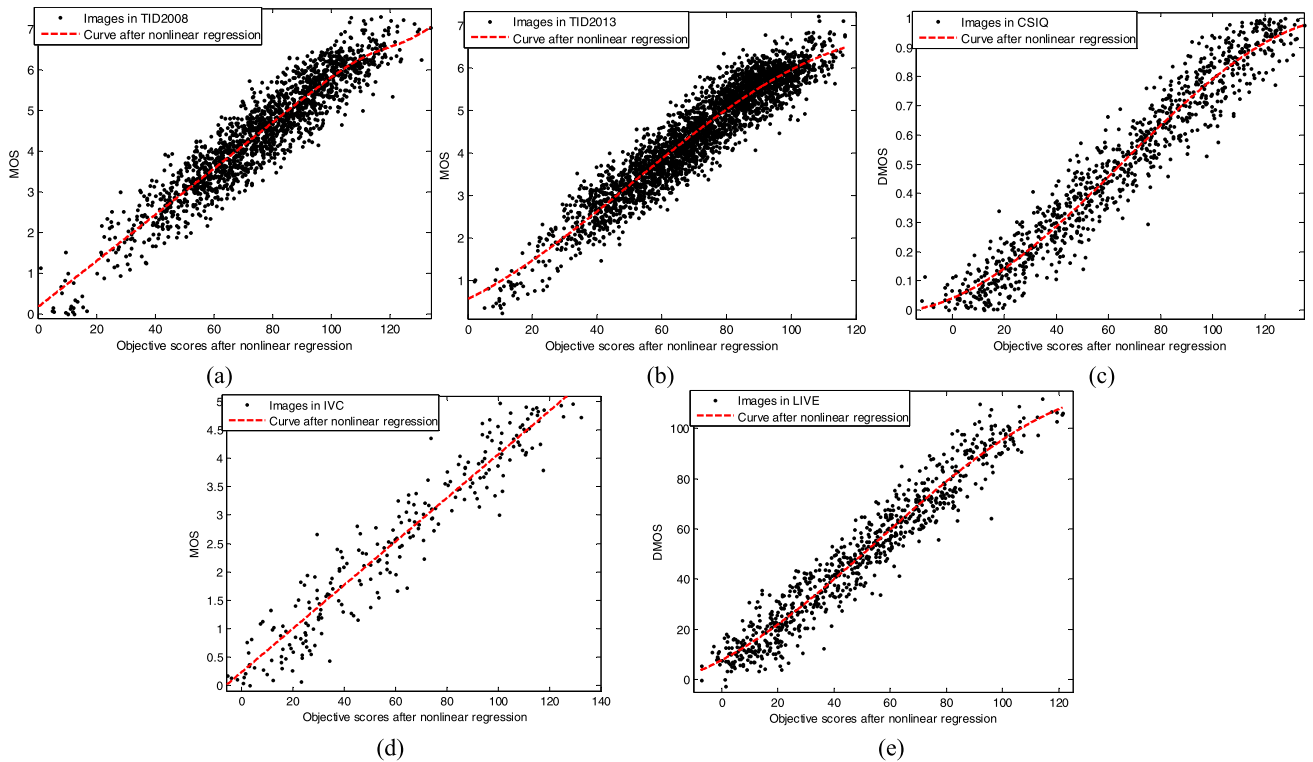 Images in TID2008
Curve after nonlinear regression
7
6
5
4
3
2
1
0
MOS
0 20 40 60 80 100 120
Objective scores after nonlinear regression
(a)
Images in TID2013
Curve after nonlinear regression
7
6
5
4
3
2
1
MOS
0 20 40 60 80 100 120
Objective scores after nonlinear regression
(b)
Images in CSIQ
Curve after nonlinear regression
1
0.9
0.8
0.7
0.6
0.5
0.4
0.3
0.2
0.1
0
DMOS
0 20 40 60 80 100 120
Objective scores after nonlinear regression
(c)
Images in IVC
Curve after nonlinear regression
5
4.5
4
3.5
3
2.5
2
1.5
1
0.5
0
MOS
0 20 40 60 80 100 120 140
Objective scores after nonlinear regression
(d)
Images in LIVE
Curve after nonlinear regression
100
80
60
40
20
0
DMOS
0 20 40 60 80 100 120
Objective scores after nonlinear regression
(e)